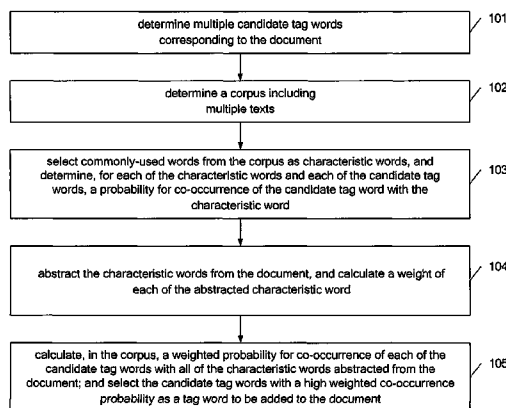 determine multiple candidate tag words
corresponding to the document
101
determine a corpus including
multiple texts
102
select commonly-used words from the corpus as characteristic words, and
determine, for each of the characteristic words and each of the candidate tag
words, a probability for co-occurrence of the candidate tag word with the
characteristic word
103
abstract the characteristic words from the document, and calculate a weight of
each of the abstracted characteristic word
104
calculate, in the corpus, a weighted probability for co-occurrence of each of the
candidate tag words with all of the characteristic words abstracted from the
document; and select the candidate tag words with a high weighted co-occurrence
probability as a tag word to be added to the document
105